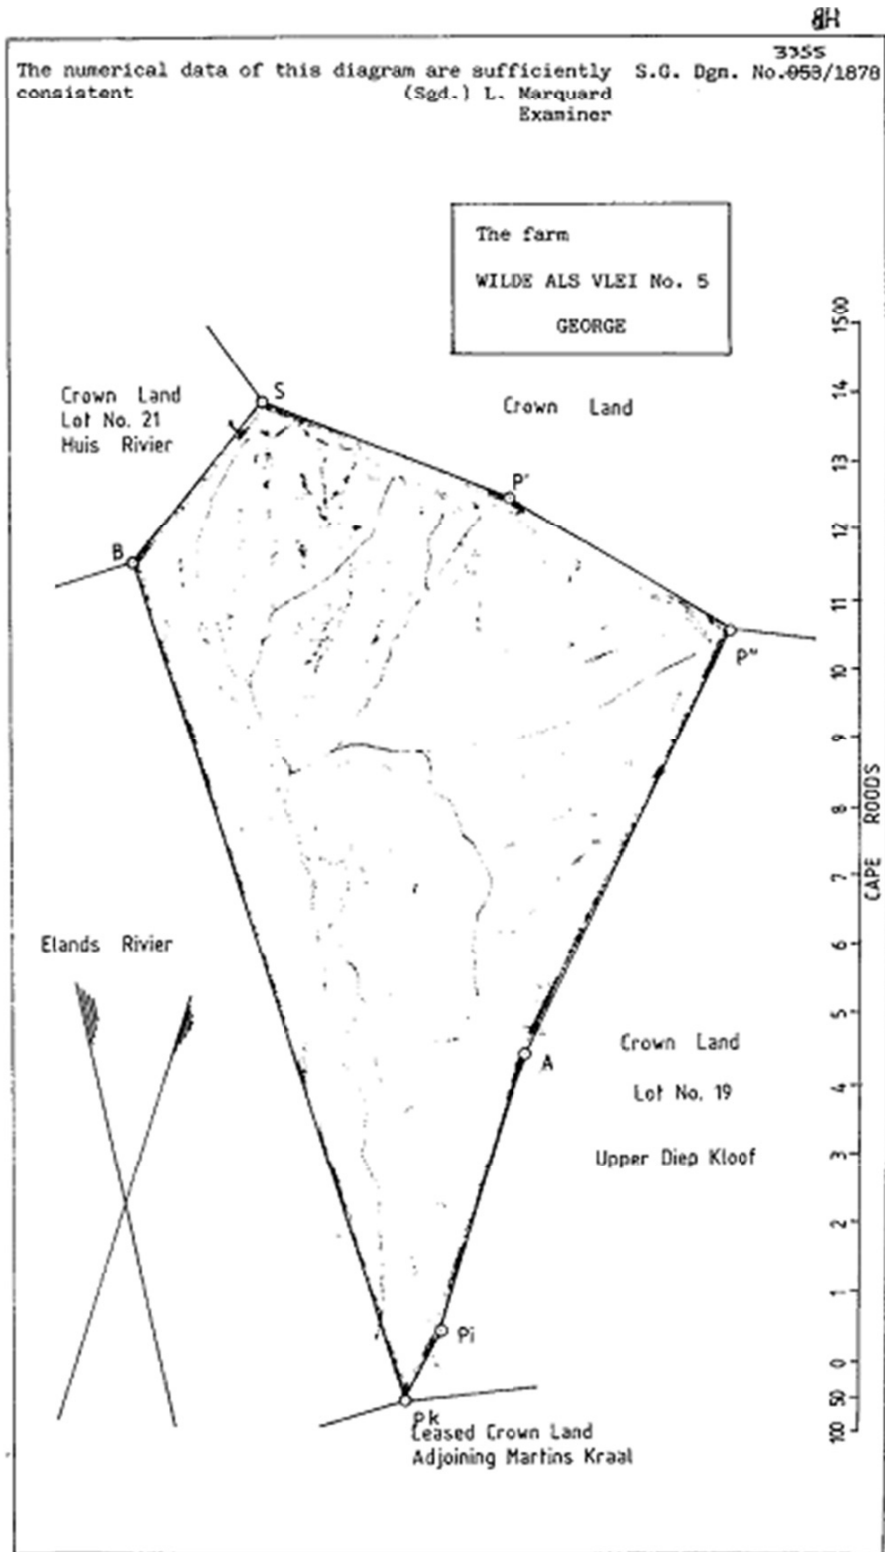 BH
3355
The numerical data of this diagram are sufficiently S.G. Dgm. No.053/1878
consistent (Sgd.) L. Marquard
Examiner
The farm
WILDE ALS VLEI No. 5
GEORGE
Crown Land
Lot No. 21
Huis Rivier
S
Crown Land
P'
B
P"
Elands Rivier
A
Crown Land
Lot No. 19
Upper Diep Kloof
Pi
Pk
Leased Crown Land
Adjoining Martins Kraal
1500
14
13
12
11
10
9
8
7
6
5
4
3
2
1
0
50
100
CAPE ROODS